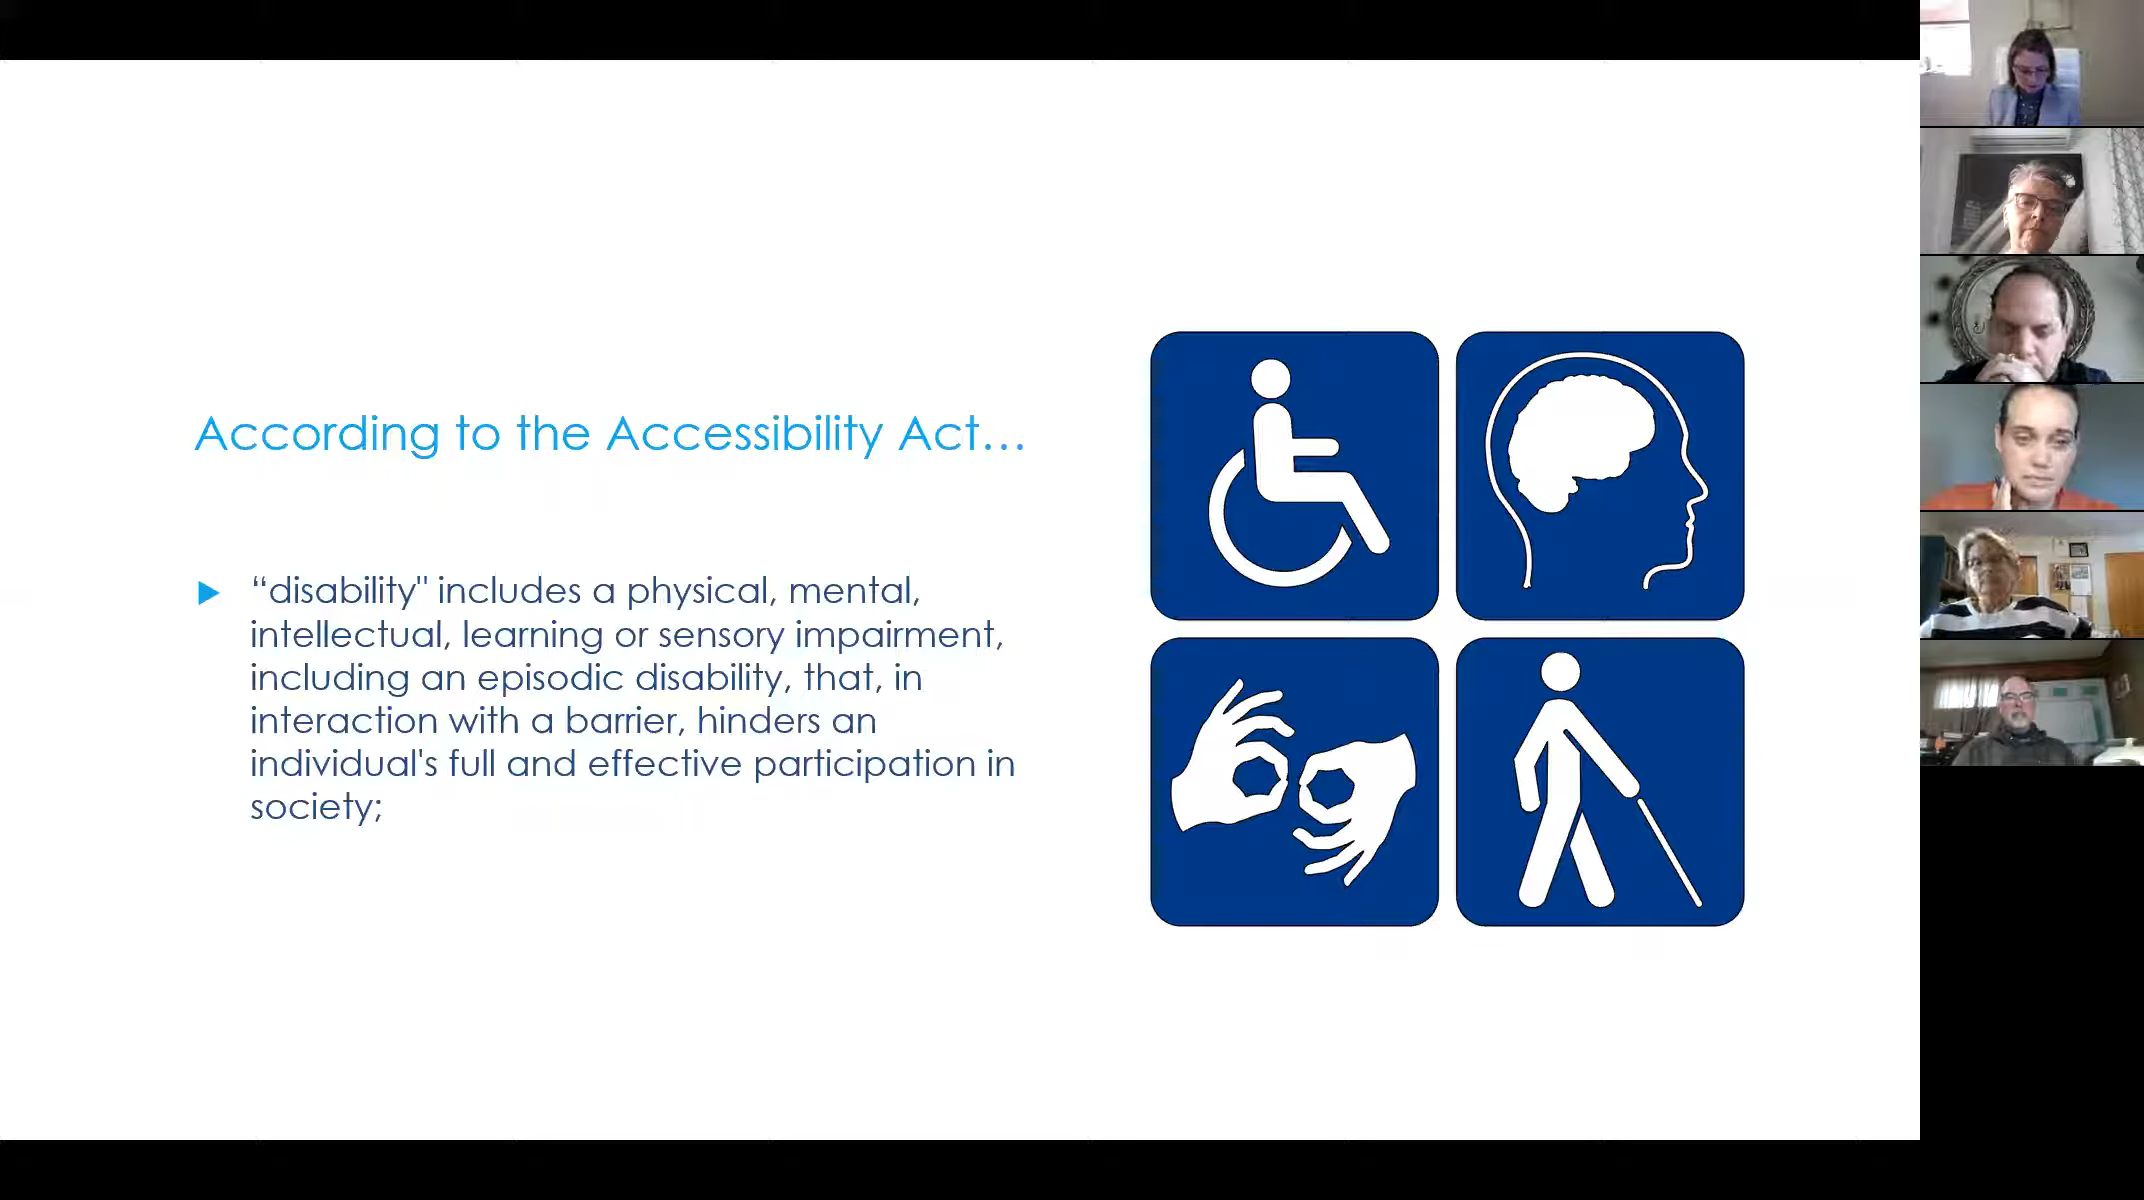 According to the Accessibility Act...
“disability" includes a physical, mental,
intellectual, learning or sensory impairment,
including an episodic disability, that, in
interaction with a barrier, hinders an
individual's full and effective participation in
society;